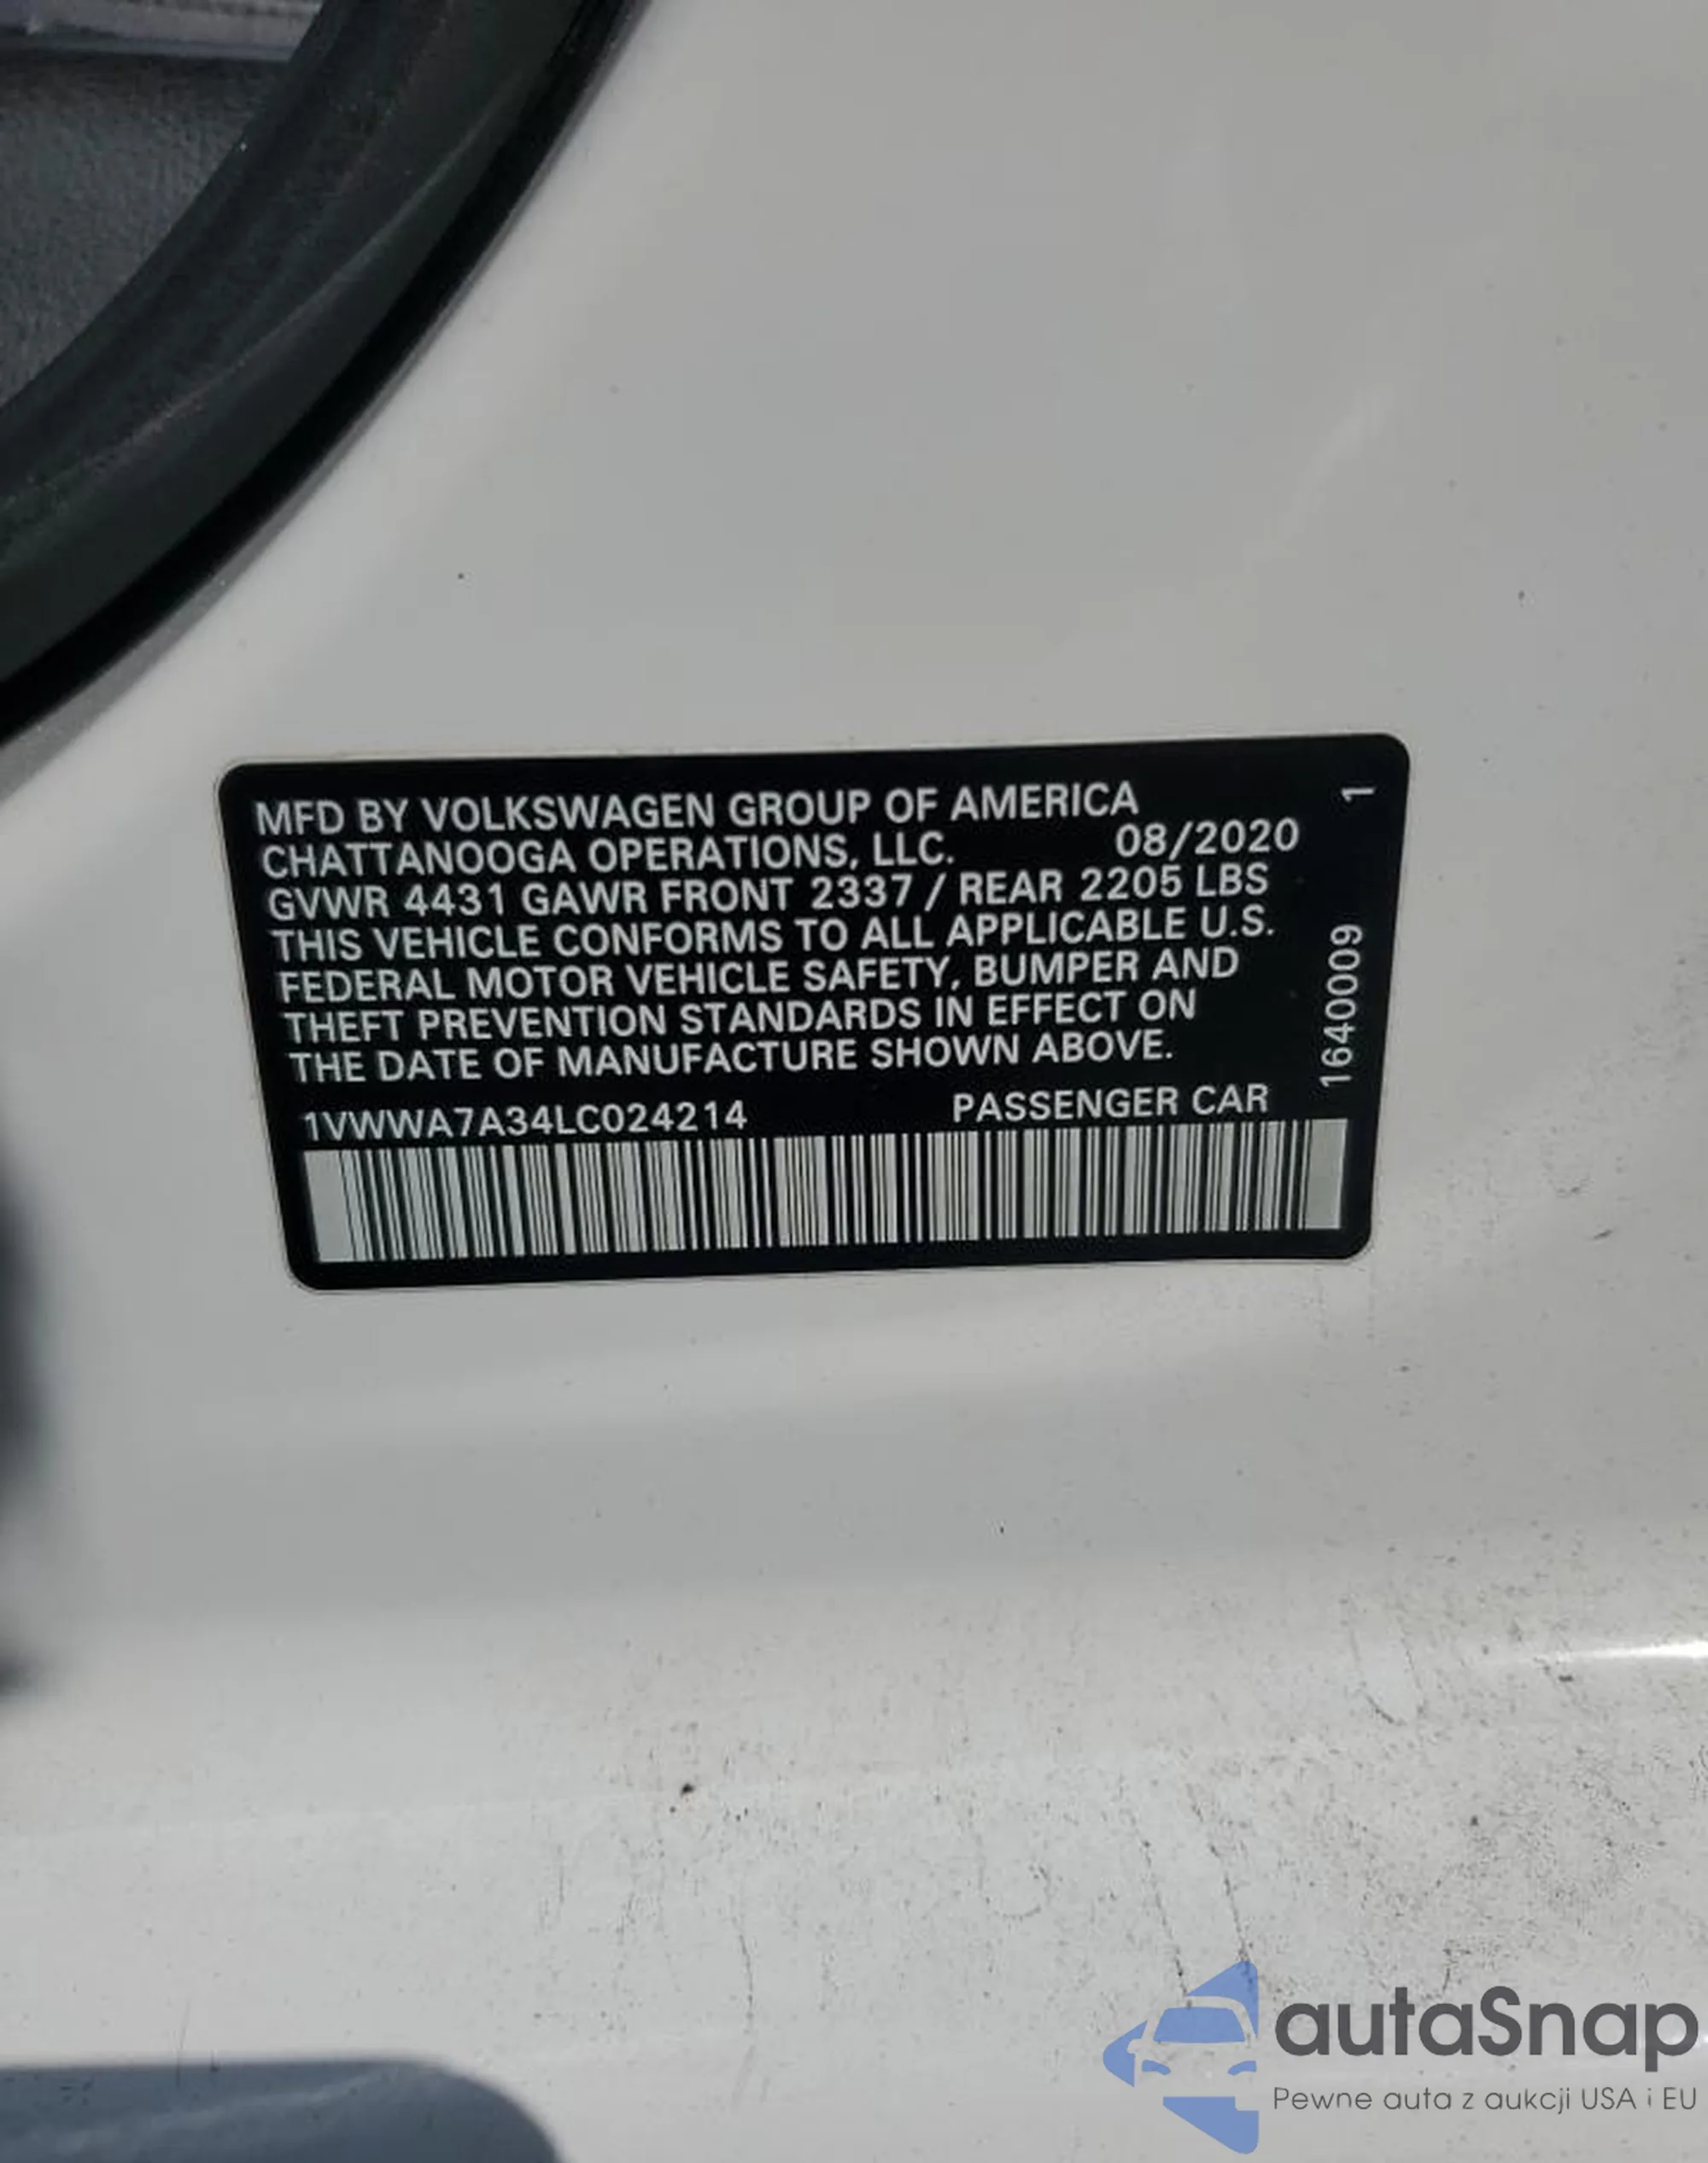 MFD BY VOLKSWAGEN GROUP OF AMERICA
CHATTANOOGA OPERATIONS, LLC. 08/2020
GVWR 4431 GAWR FRONT 2337 / REAR 2205 LBS
THIS VEHICLE CONFORMS TO ALL APPLICABLE U.S.
FEDERAL MOTOR VEHICLE SAFETY, BUMPER AND
THEFT PREVENTION STANDARDS IN EFFECT ON
THE DATE OF MANUFACTURE SHOWN ABOVE.
1VWWA7A34LC024214 PASSENGER CAR
1640009 1
autaSnap
Pewne auta z aukcji USA i EU